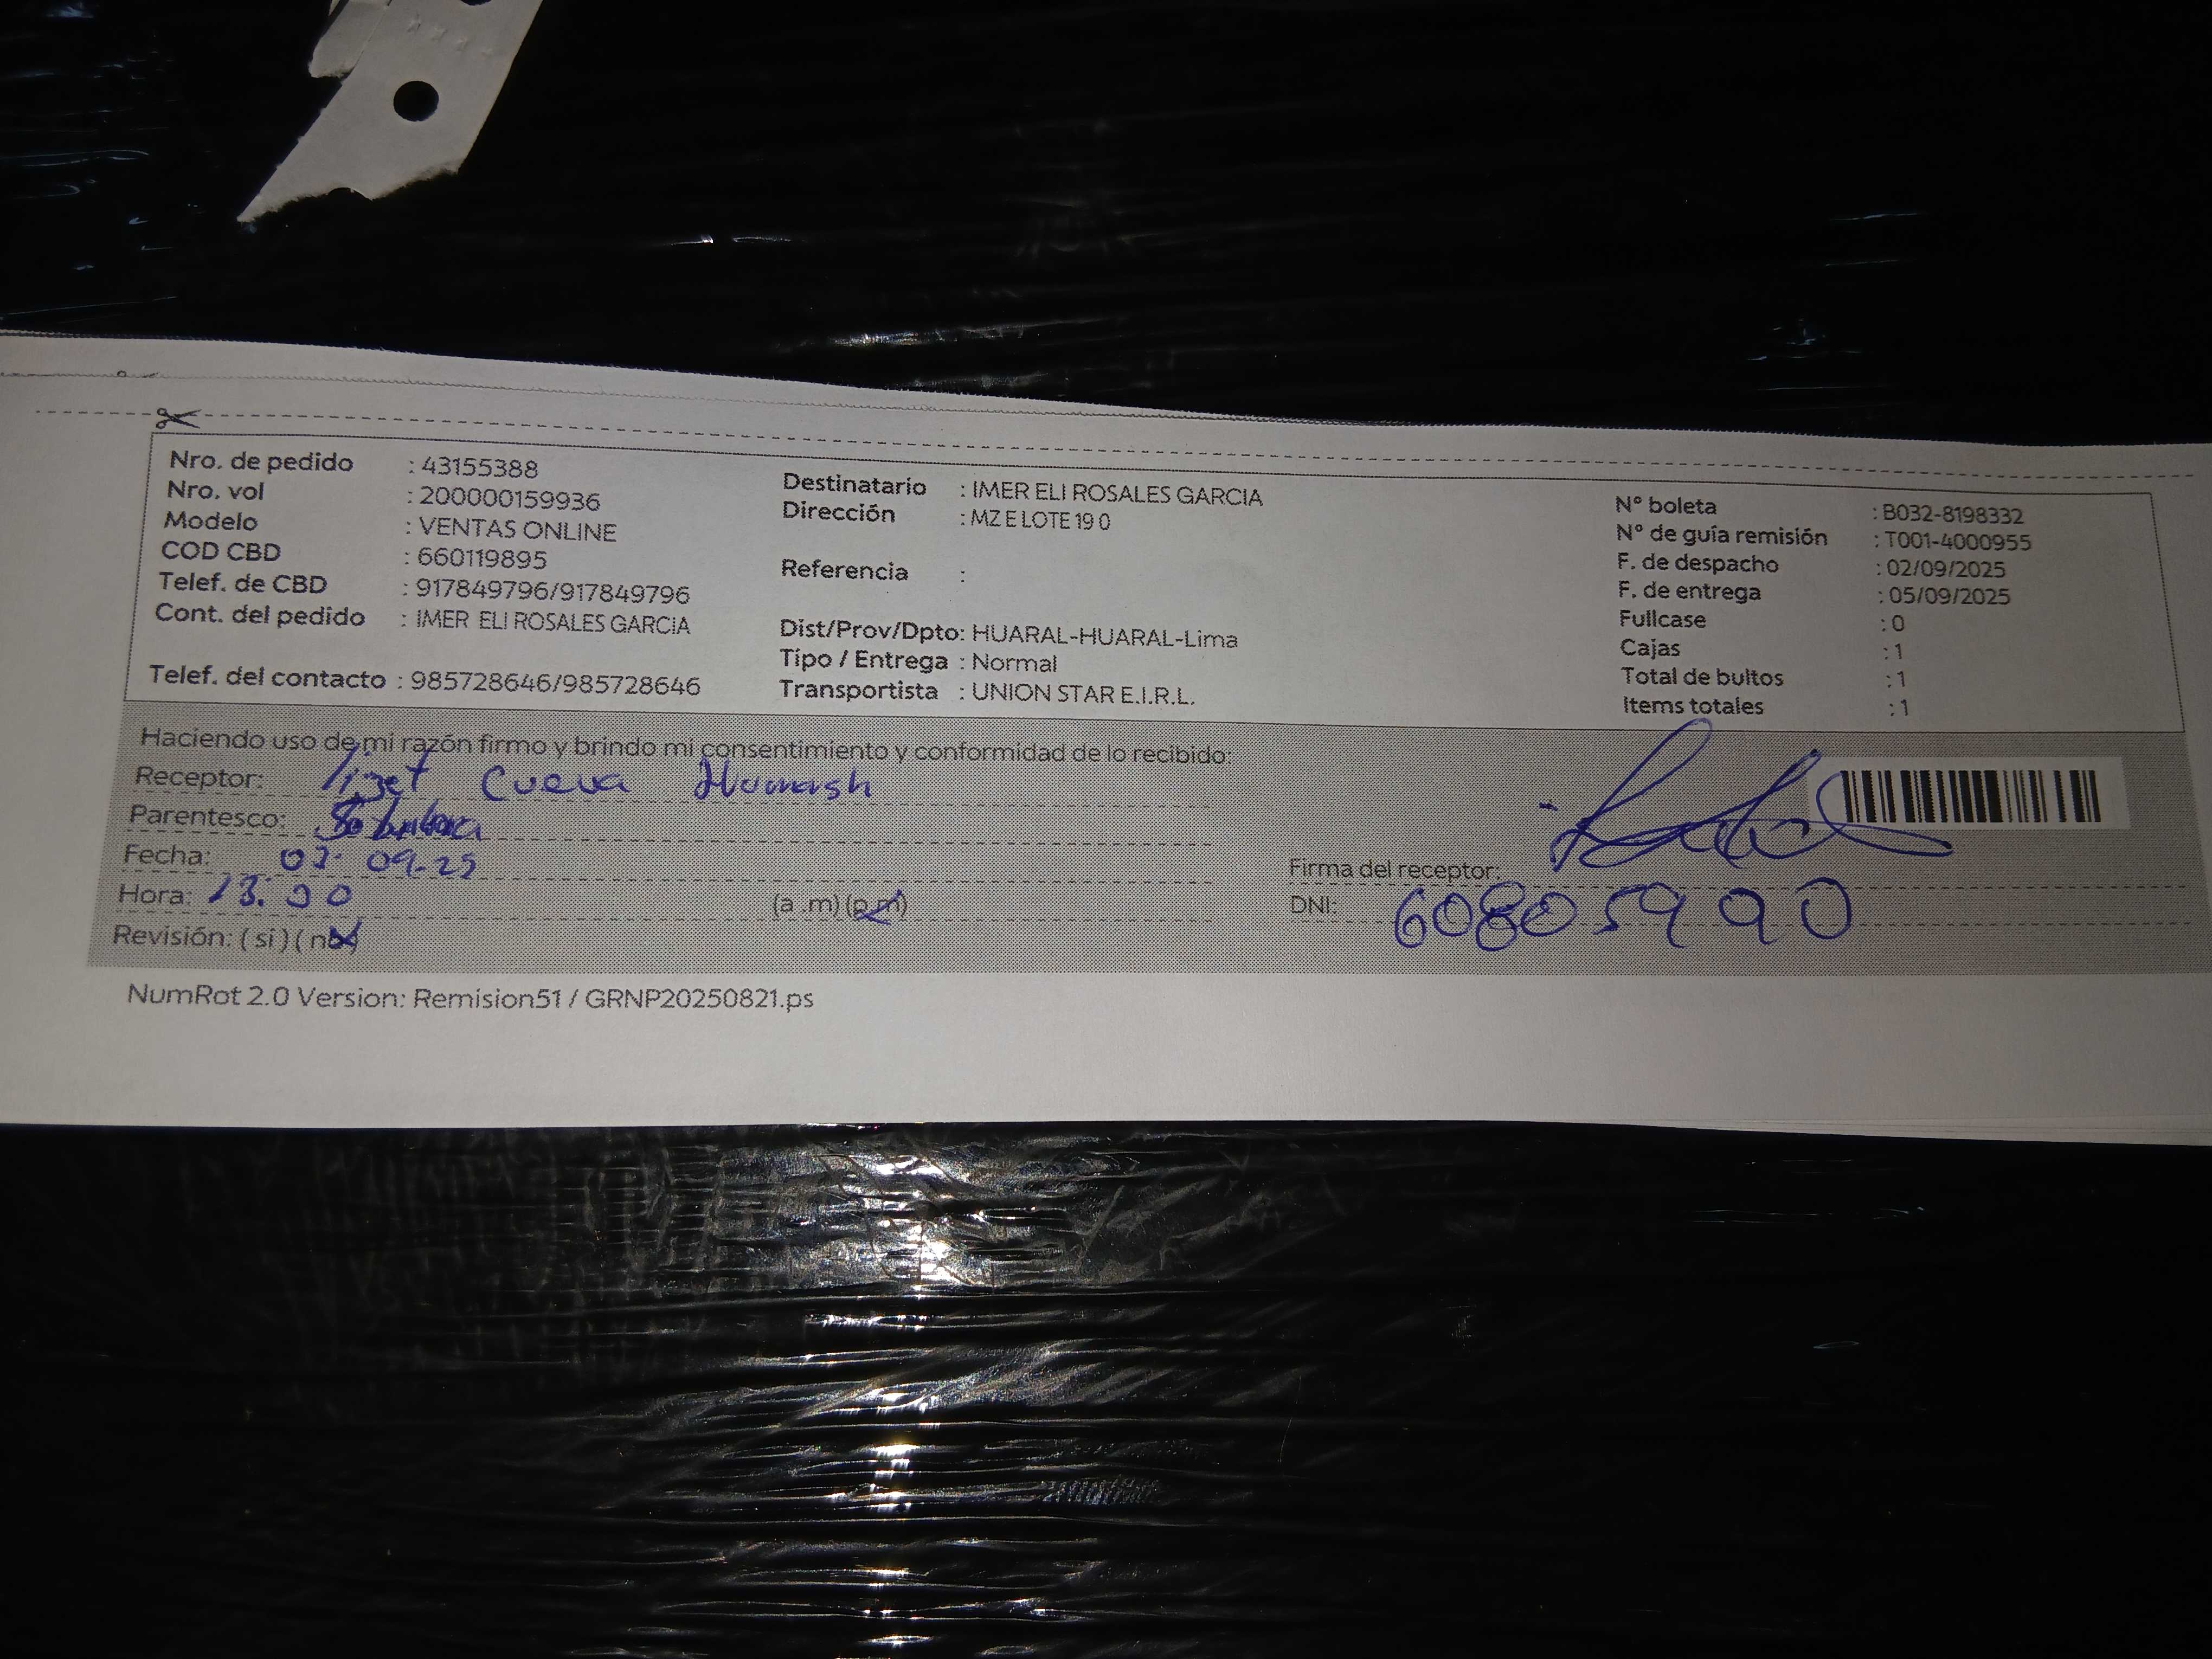 Nro. de pedido : 43155388
Nro. vol : 200000159936
Modelo : VENTAS ONLINE
COD CBD : 660119895
Telef. de CBD : 917849796/917849796
Cont. del pedido : IMER ELI ROSALES GARCIA
Telef. del contacto : 985728646/985728646
Destinatario : IMER ELI ROSALES GARCIA
Dirección : MZ E LOTE 19 0
Referencia :
Dist/Prov/Dpto: HUARAL-HUARAL-Lima
Tipo / Entrega : Normal
Transportista : UNION STAR E.I.R.L.
N° boleta : B032-8198332
N° de guía remisión : T001-4000955
F. de despacho : 02/09/2025
F. de entrega : 05/09/2025
Fullcase : 0
Cajas : 1
Total de bultos : 1
Items totales : 1
Haciendo uso de mi razón firmo y brindo mi consentimiento y conformidad de lo recibido:
Receptor: lizet Cueva
Parentesco:
Fecha: 09-25
Hora: (a .m) (p.m)
Revisión: ( si ) ( no )
Firma del receptor:
DNI: 60805990
NumRot 2.0 Version: Remision51 / GRNP20250821.ps